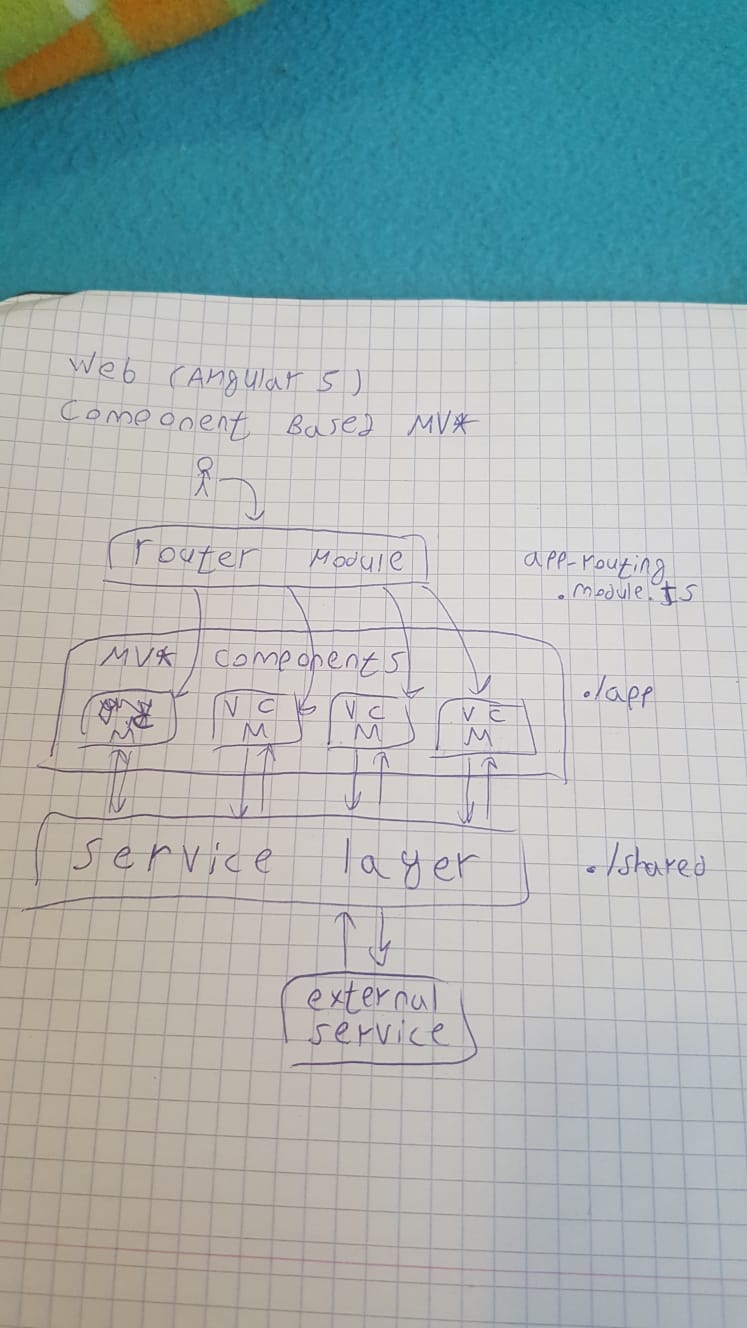 Web (Angular 5)
Component Based MV*
router Module
app-routing
.module.ts
MV* components
./app
M
V C
M
V C
M
V C
M
service layer
./shared
external
service